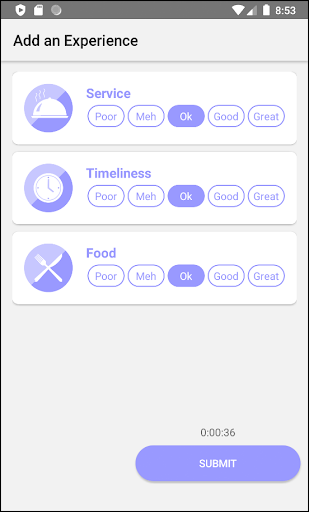 8:53
Add an Experience
Service
Poor Meh Ok Good Great
Timeliness
Poor Meh Ok Good Great
Food
Poor Meh Ok Good Great
0:00:36
SUBMIT